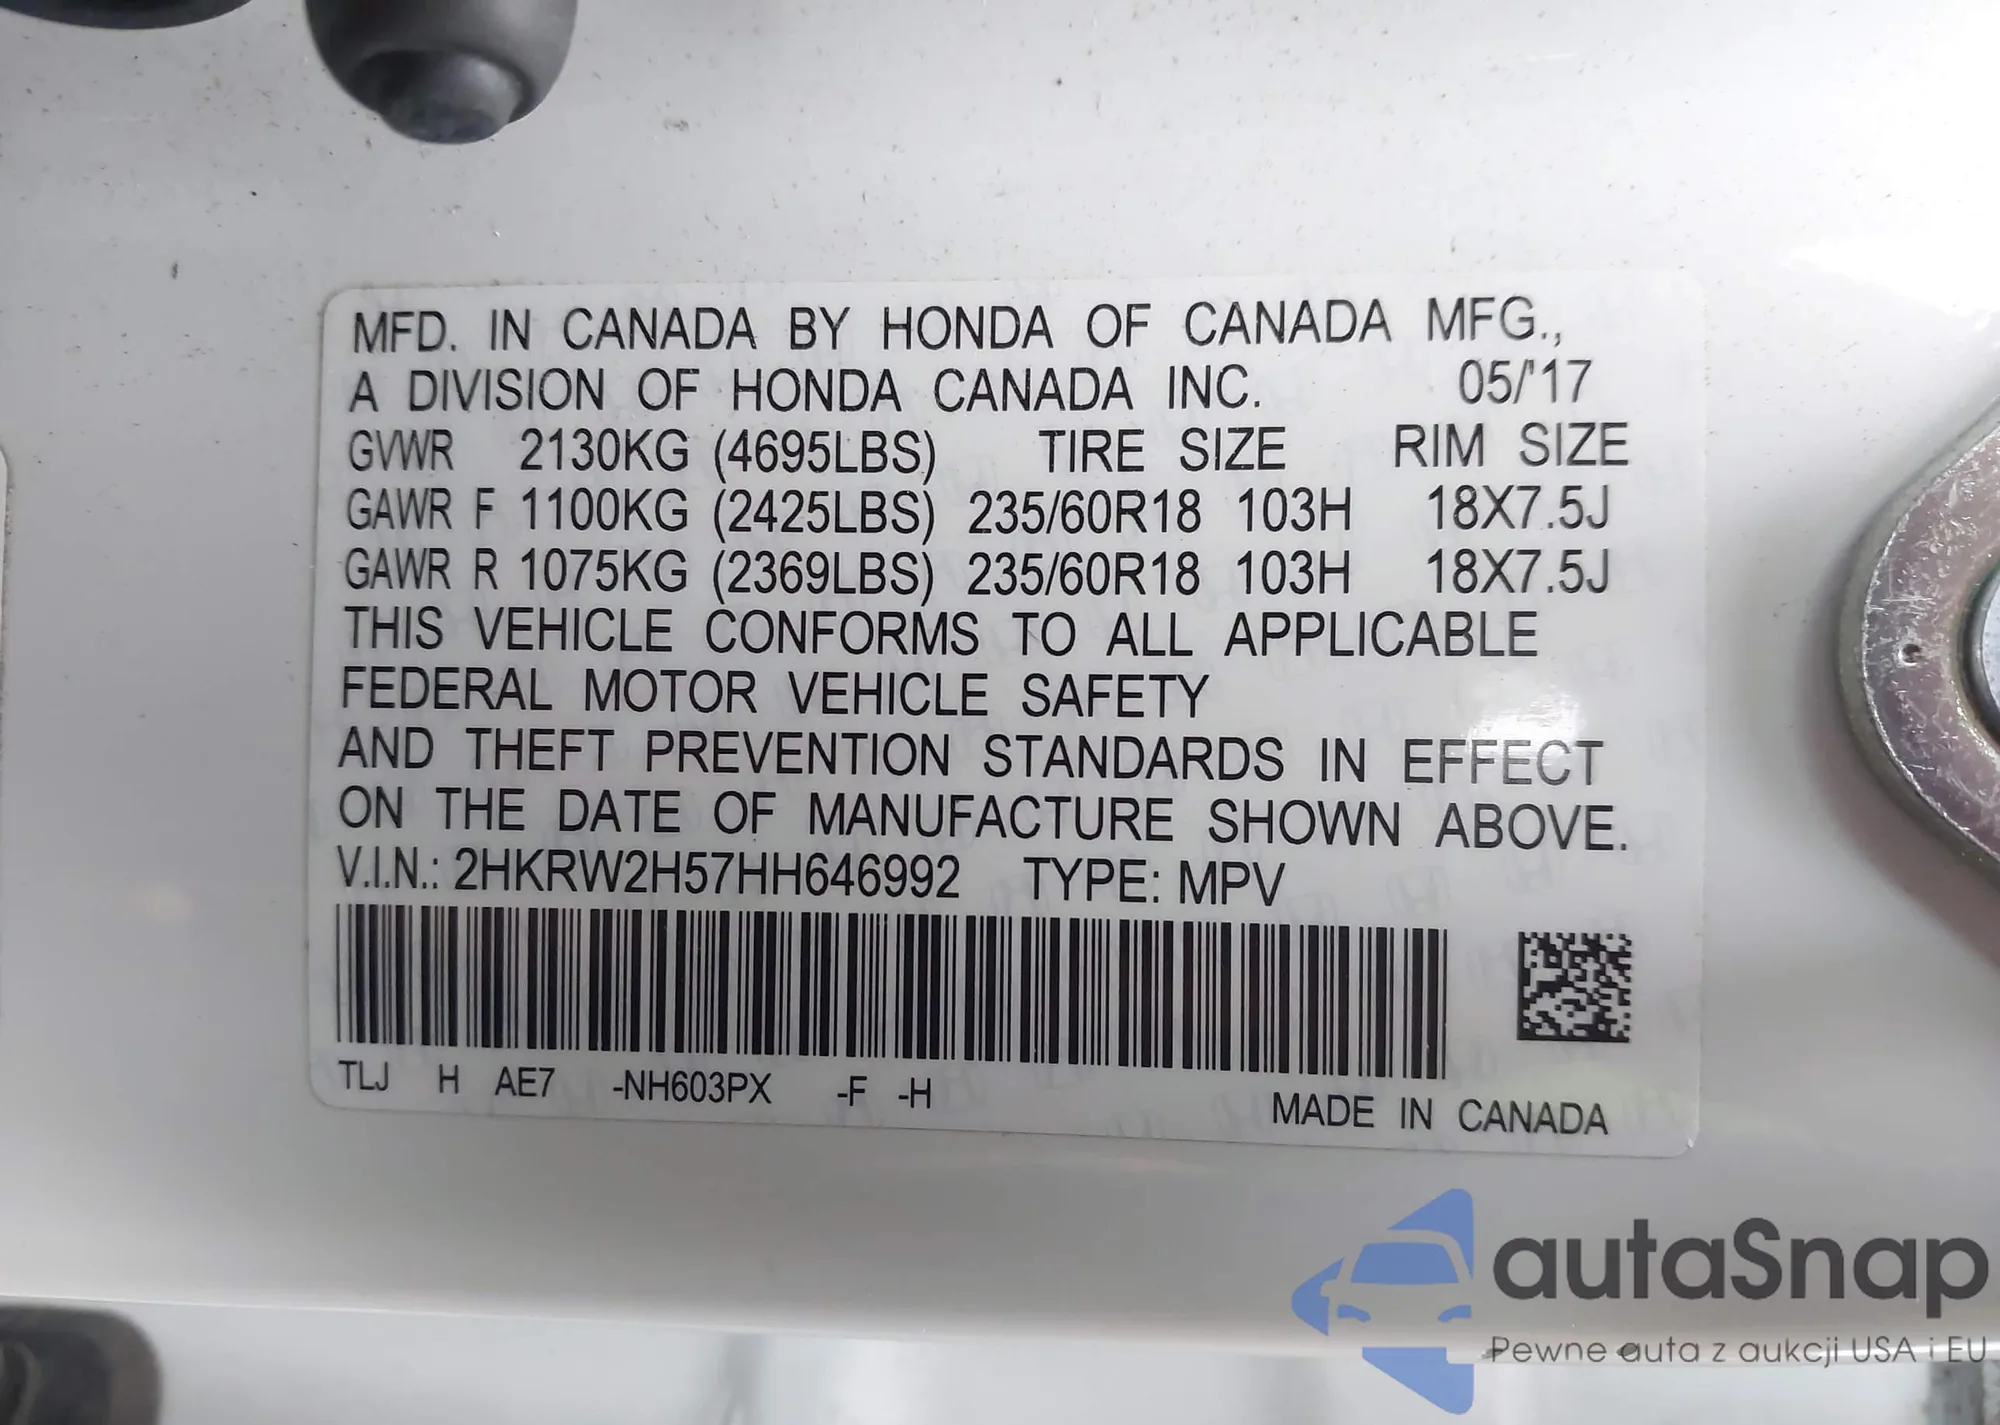 MFD. IN CANADA BY HONDA OF CANADA MFG.,
A DIVISION OF HONDA CANADA INC. 05/'17
GVWR 2130KG (4695LBS) TIRE SIZE RIM SIZE
GAWR F 1100KG (2425LBS) 235/60R18 103H 18X7.5J
GAWR R 1075KG (2369LBS) 235/60R18 103H 18X7.5J
THIS VEHICLE CONFORMS TO ALL APPLICABLE
FEDERAL MOTOR VEHICLE SAFETY
AND THEFT PREVENTION STANDARDS IN EFFECT
ON THE DATE OF MANUFACTURE SHOWN ABOVE.
V.I.N.: 2HKRW2H57HH646992 TYPE: MPV
TLJ H AE7 -NH603PX -F -H
MADE IN CANADA
autaSnap
Pewne auta z aukcji USA i EU